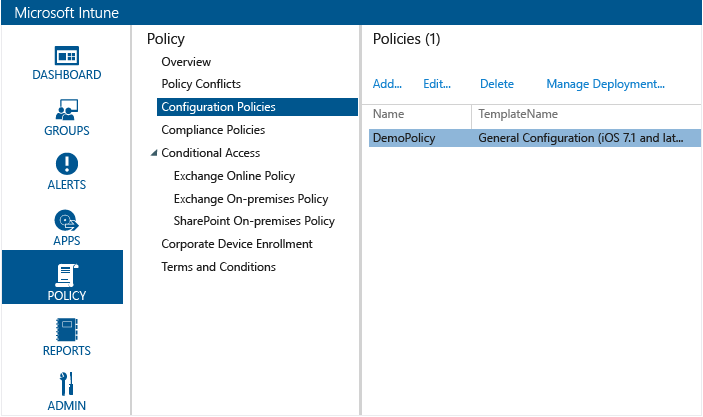 Microsoft Intune
DASHBOARD
GROUPS
ALERTS
APPS
POLICY
REPORTS
ADMIN
Policy
Overview
Policy Conflicts
Configuration Policies
Compliance Policies
Conditional Access
Exchange Online Policy
Exchange On-premises Policy
SharePoint On-premises Policy
Corporate Device Enrollment
Terms and Conditions
Policies (1)
Add... Edit... Delete Manage Deployment...
Name TemplateName
DemoPolicy General Configuration (iOS 7.1 and lat...